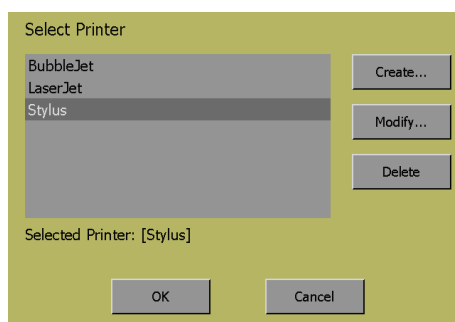 Select Printer
BubbleJet
LaserJet
Stylus
Create...
Modify...
Delete
Selected Printer: [Stylus]
OK
Cancel